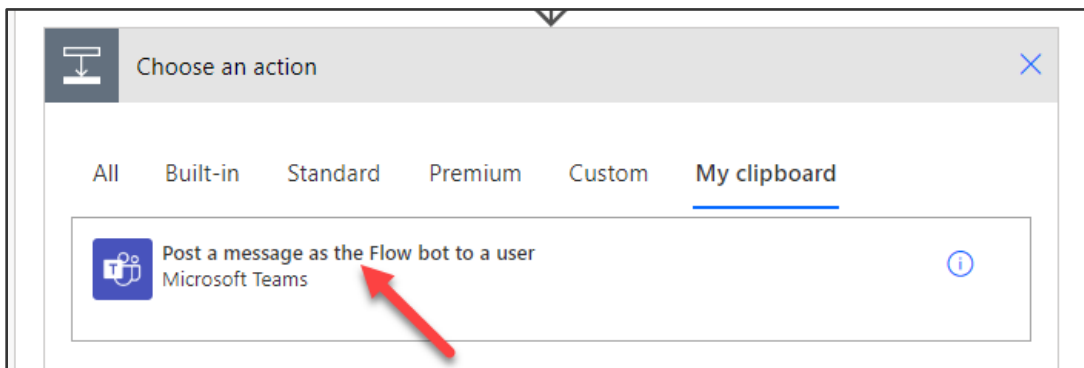 Choose an action
All Built-in Standard Premium Custom My clipboard
Post a message as the Flow bot to a user
Microsoft Teams